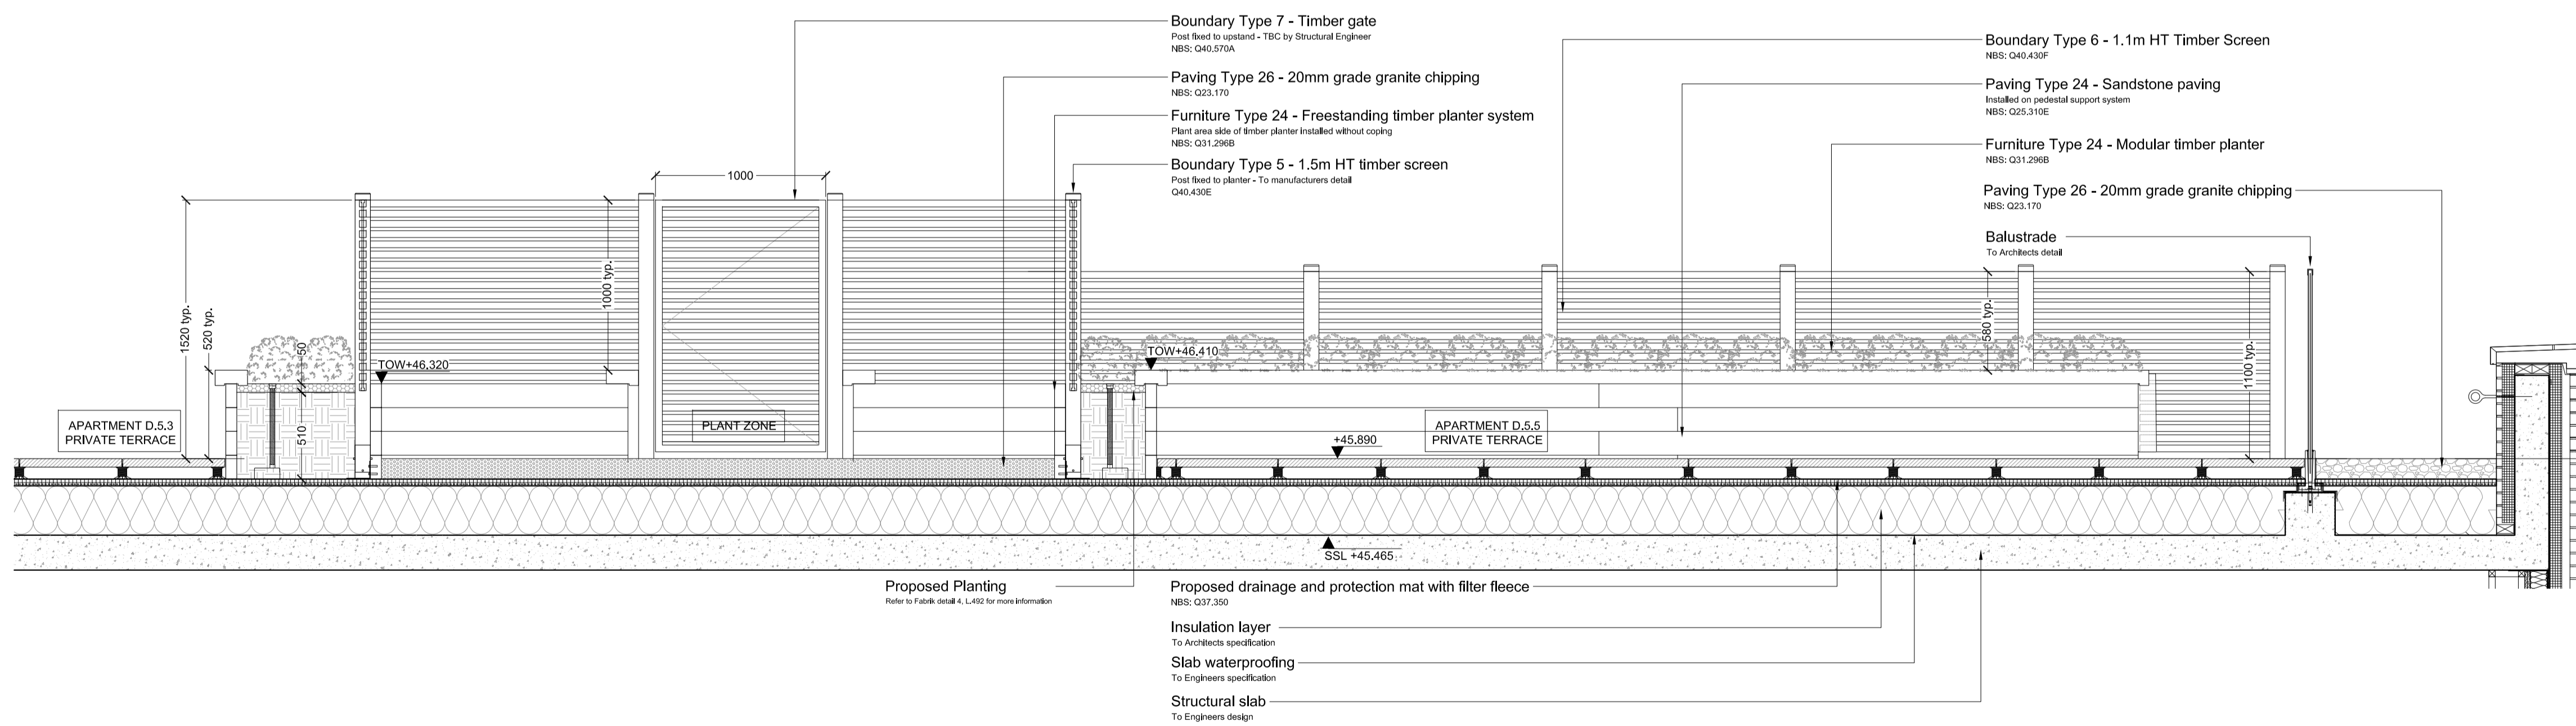 Boundary Type 7 - Timber gate
Post fixed to upstand - TBC by Structural Engineer
NBS: Q40.570A
Paving Type 26 - 20mm grade granite chipping
NBS: Q23.170
Furniture Type 24 - Freestanding timber planter system
Plant area side of timber planter installed without coping
NBS: Q31.296B
Boundary Type 5 - 1.5m HT timber screen
Post fixed to planter - To manufacturers detail
Q40.430E
Boundary Type 6 - 1.1m HT Timber Screen
NBS: Q40.430F
Paving Type 24 - Sandstone paving
Installed on pedestal support system
NBS: Q25.310E
Furniture Type 24 - Modular timber planter
NBS: Q31.296B
Paving Type 26 - 20mm grade granite chipping
NBS: Q23.170
Balustrade
To Architects detail
1000
1520 typ.
520 typ.
50
510
1000 typ.
580 typ.
1100 typ.
TOW+46.320
TOW+46.410
APARTMENT D.5.3
PRIVATE TERRACE
PLANT ZONE
APARTMENT D.5.5
PRIVATE TERRACE
+45.890
SSL +45.465
Proposed Planting
Refer to Fabrik detail 4, L.492 for more information
Proposed drainage and protection mat with filter fleece
NBS: Q37.350
Insulation layer
To Architects specification
Slab waterproofing
To Engineers specification
Structural slab
To Engineers design